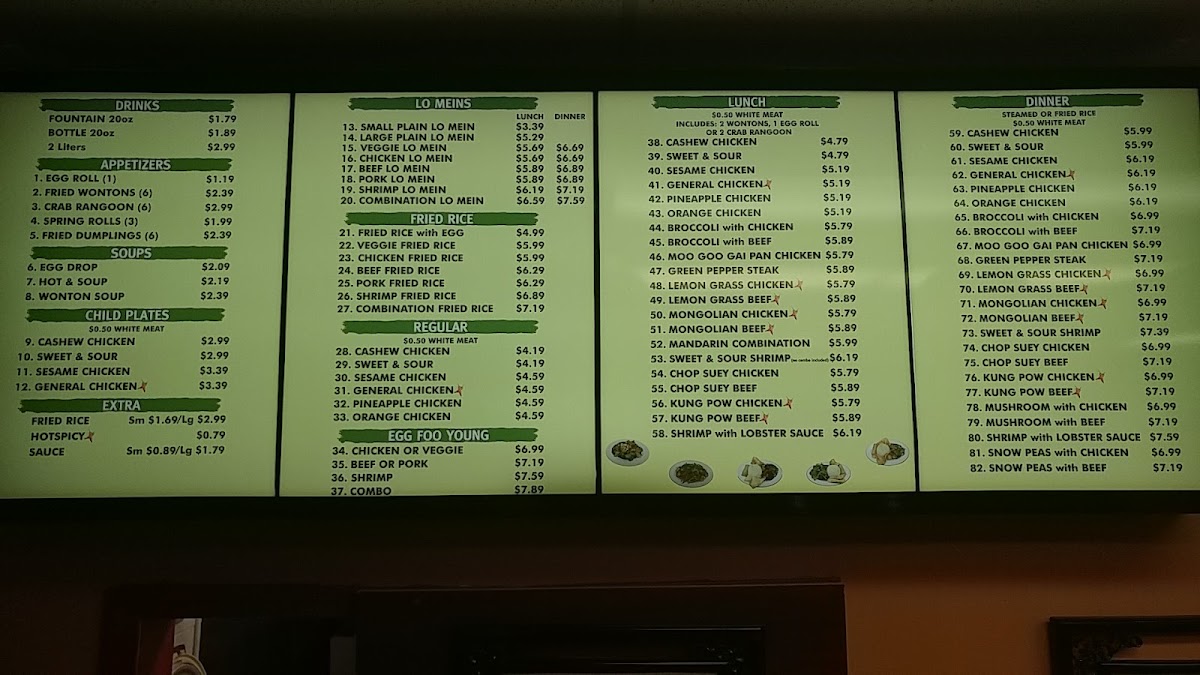 DRINKS
FOUNTAIN 20oz $1.79
BOTTLE 20oz $1.89
2 Liters $2.99
APPETIZERS
1. EGG ROLL (1) $1.19
2. FRIED WONTONS (6) $2.39
3. CRAB RANGOON (6) $2.99
4. SPRING ROLLS (3) $1.99
5. FRIED DUMPLINGS (6) $2.39
SOUPS
6. EGG DROP $2.09
7. HOT & SOUP $2.19
8. WONTON SOUP $2.39
CHILD PLATES
$0.50 WHITE MEAT
9. CASHEW CHICKEN $2.99
10. SWEET & SOUR $2.99
11. SESAME CHICKEN $3.39
12. GENERAL CHICKEN $3.39
EXTRA
FRIED RICE Sm $1.69/Lg $2.99
HOTSPICY $0.79
SAUCE Sm $0.89/Lg $1.79
LO MEINS
LUNCH DINNER
13. SMALL PLAIN LO MEIN $3.39
14. LARGE PLAIN LO MEIN $5.29
15. VEGGIE LO MEIN $5.69 $6.69
16. CHICKEN LO MEIN $5.69 $6.69
17. BEEF LO MEIN $5.89 $6.89
18. PORK LO MEIN $5.89 $6.89
19. SHRIMP LO MEIN $6.19 $7.19
20. COMBINATION LO MEIN $6.59 $7.59
FRIED RICE
21. FRIED RICE with EGG $4.99
22. VEGGIE FRIED RICE $5.99
23. CHICKEN FRIED RICE $5.99
24. BEEF FRIED RICE $6.29
25. PORK FRIED RICE $6.29
26. SHRIMP FRIED RICE $6.89
27. COMBINATION FRIED RICE $7.19
REGULAR
$0.50 WHITE MEAT
28. CASHEW CHICKEN $4.19
29. SWEET & SOUR $4.19
30. SESAME CHICKEN $4.59
31. GENERAL CHICKEN $4.59
32. PINEAPPLE CHICKEN $4.59
33. ORANGE CHICKEN $4.59
EGG FOO YOUNG
34. CHICKEN OR VEGGIE $6.99
35. BEEF OR PORK $7.19
36. SHRIMP $7.59
37. COMBO $7.89
LUNCH
$0.50 WHITE MEAT
INCLUDES: 2 WONTONS, 1 EGG ROLL
OR 2 CRAB RANGOON
38. CASHEW CHICKEN $4.79
39. SWEET & SOUR $4.79
40. SESAME CHICKEN $5.19
41. GENERAL CHICKEN $5.19
42. PINEAPPLE CHICKEN $5.19
43. ORANGE CHICKEN $5.19
44. BROCCOLI with CHICKEN $5.79
45. BROCCOLI with BEEF $5.89
46. MOO GOO GAI PAN CHICKEN $5.79
47. GREEN PEPPER STEAK $5.89
48. LEMON GRASS CHICKEN $5.79
49. LEMON GRASS BEEF $5.89
50. MONGOLIAN CHICKEN $5.79
51. MONGOLIAN BEEF $5.89
52. MANDARIN COMBINATION $5.99
53. SWEET & SOUR SHRIMP $6.19
54. CHOP SUEY CHICKEN $5.79
55. CHOP SUEY BEEF $5.89
56. KUNG POW CHICKEN $5.79
57. KUNG POW BEEF $5.89
58. SHRIMP with LOBSTER SAUCE $6.19
DINNER
STEAMED OR FRIED RICE
$0.50 WHITE MEAT
59. CASHEW CHICKEN $5.99
60. SWEET & SOUR $5.99
61. SESAME CHICKEN $6.19
62. GENERAL CHICKEN $6.19
63. PINEAPPLE CHICKEN $6.19
64. ORANGE CHICKEN $6.19
65. BROCCOLI with CHICKEN $6.99
66. BROCCOLI with BEEF $7.19
67. MOO GOO GAI PAN CHICKEN $6.99
68. GREEN PEPPER STEAK $7.19
69. LEMON GRASS CHICKEN $6.99
70. LEMON GRASS BEEF $7.19
71. MONGOLIAN CHICKEN $6.99
72. MONGOLIAN BEEF $7.19
73. SWEET & SOUR SHRIMP $7.39
74. CHOP SUEY CHICKEN $6.99
75. CHOP SUEY BEEF $7.19
76. KUNG POW CHICKEN $6.99
77. KUNG POW BEEF $7.19
78. MUSHROOM with CHICKEN $6.99
79. MUSHROOM with BEEF $7.19
80. SHRIMP with LOBSTER SAUCE $7.59
81. SNOW PEAS with CHICKEN $6.99
82. SNOW PEAS with BEEF $7.19